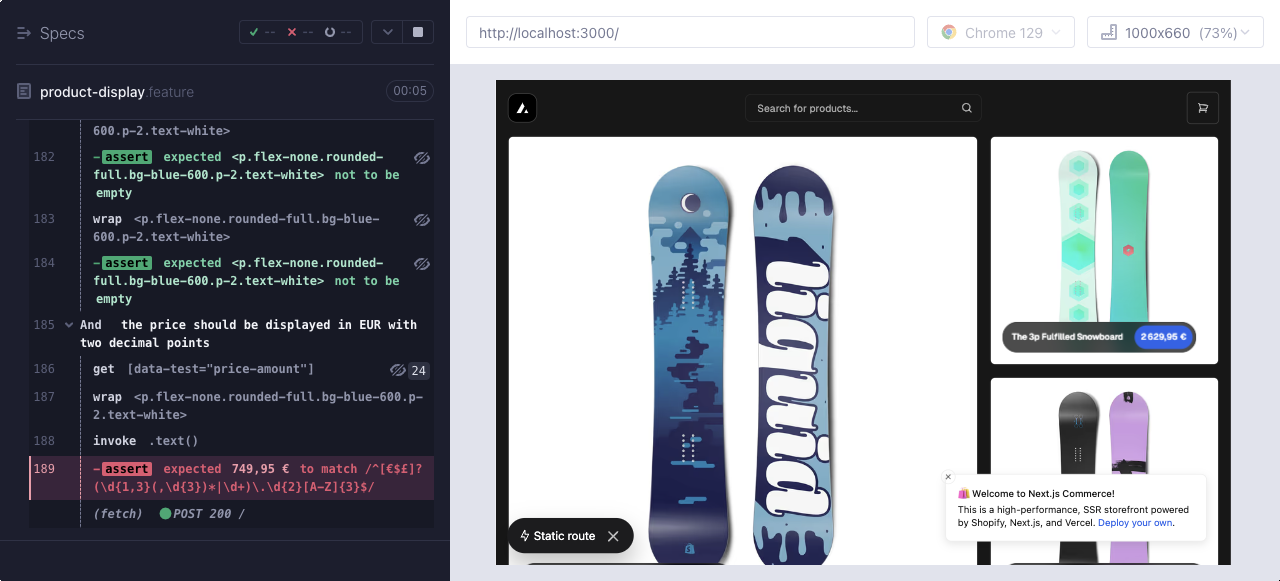 Specs
--
--
--
product-display.feature
00:05
600.p-2.text-white>
182
-assert expected <p.flex-none.rounded-
full.bg-blue-600.p-2.text-white> not to be
empty
183
wrap <p.flex-none.rounded-full.bg-blue-
600.p-2.text-white>
184
-assert expected <p.flex-none.rounded-
full.bg-blue-600.p-2.text-white> not to be
empty
185
And the price should be displayed in EUR with
two decimal points
186
get [data-test="price-amount"]
24
187
wrap <p.flex-none.rounded-full.bg-blue-600.p-
2.text-white>
188
invoke .text()
189
-assert expected 749,95 € to match /^[€$£]?
(\d{1,3}(,\d{3})*|\d+)\.\d{2}[A-Z]{3}$/
(fetch) POST 200 /
http://localhost:3000/
Chrome 129
1000x660 (73%)
Search for products...
liquid
The 3p Fulfilled Snowboard
2 629,95 €
Static route
Welcome to Next.js Commerce!
This is a high-performance, SSR storefront powered
by Shopify, Next.js, and Vercel. Deploy your own.